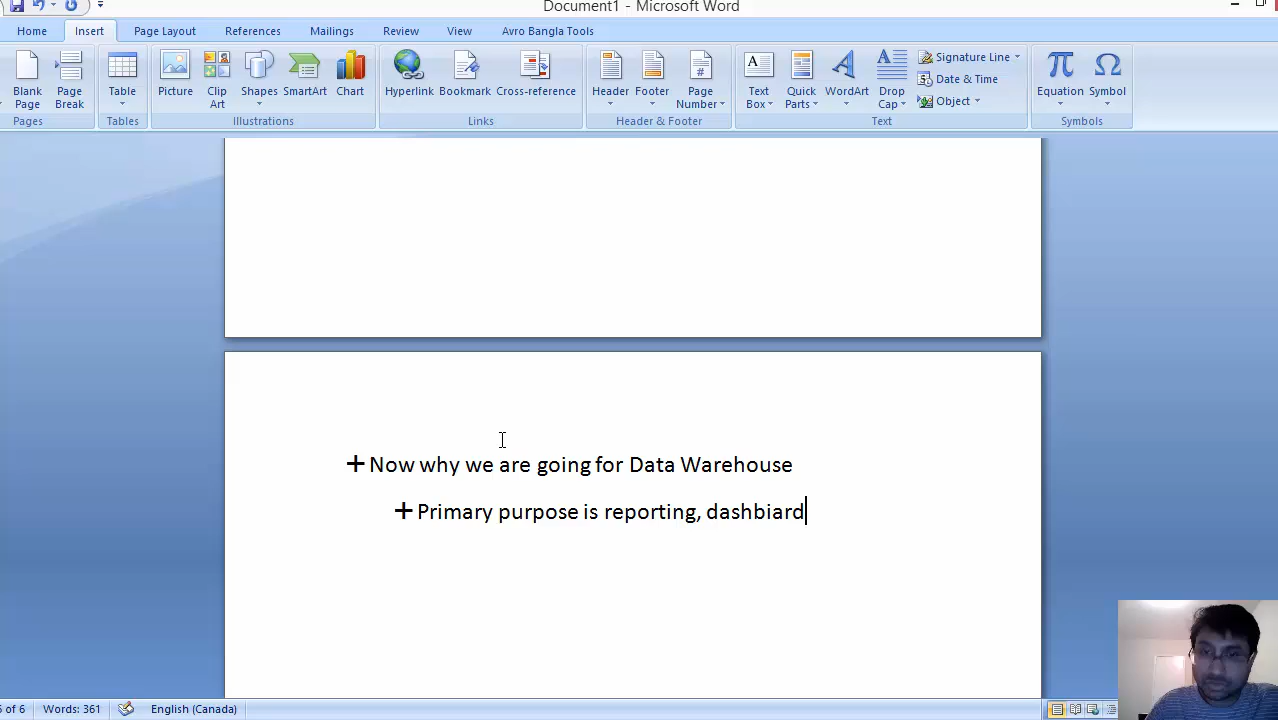 Document1 - Microsoft Word
Home Insert Page Layout References Mailings Review View Avro Bangla Tools
Blank Page
Page Break
Table
Picture
Clip Art
Shapes
SmartArt
Chart
Hyperlink
Bookmark
Cross-reference
Header
Footer
Page Number
Text Box
Quick Parts
WordArt
Drop Cap
Signature Line
Date & Time
Object
Equation
Symbol
Pages Tables Illustrations Links Header & Footer Text Symbols
Now why we are going for Data Warehouse
Primary purpose is reporting, dashbiard
of 6 Words: 361 English (Canada)